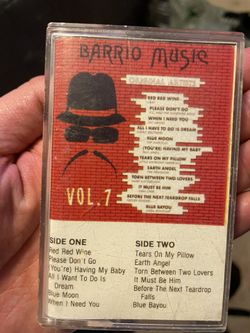 BARRIO MUSIC
ORIGINAL ARTISTS
RED RED WINE
PLEASE DON'T GO
WHEN I NEED YOU
ALL I HAVE TO DO IS DREAM
BLUE MOON
(YOU'RE) HAVING MY BABY
TEARS ON MY PILLOW
EARTH ANGEL
TORN BETWEEN TWO LOVERS
IT MUST BE HIM
BEFORE THE NEXT TEARDROP FALLS
BLUE BAYOU
VOL. 7
SIDE ONE
Red Red Wine
Please Don't Go
(You're) Having My Baby
All I Want To Do Is
Dream
Blue Moon
When I Need You
SIDE TWO
Tears On My Pillow
Earth Angel
Torn Between Two Lovers
It Must Be Him
Before The Next Teardrop
Falls
Blue Bayou